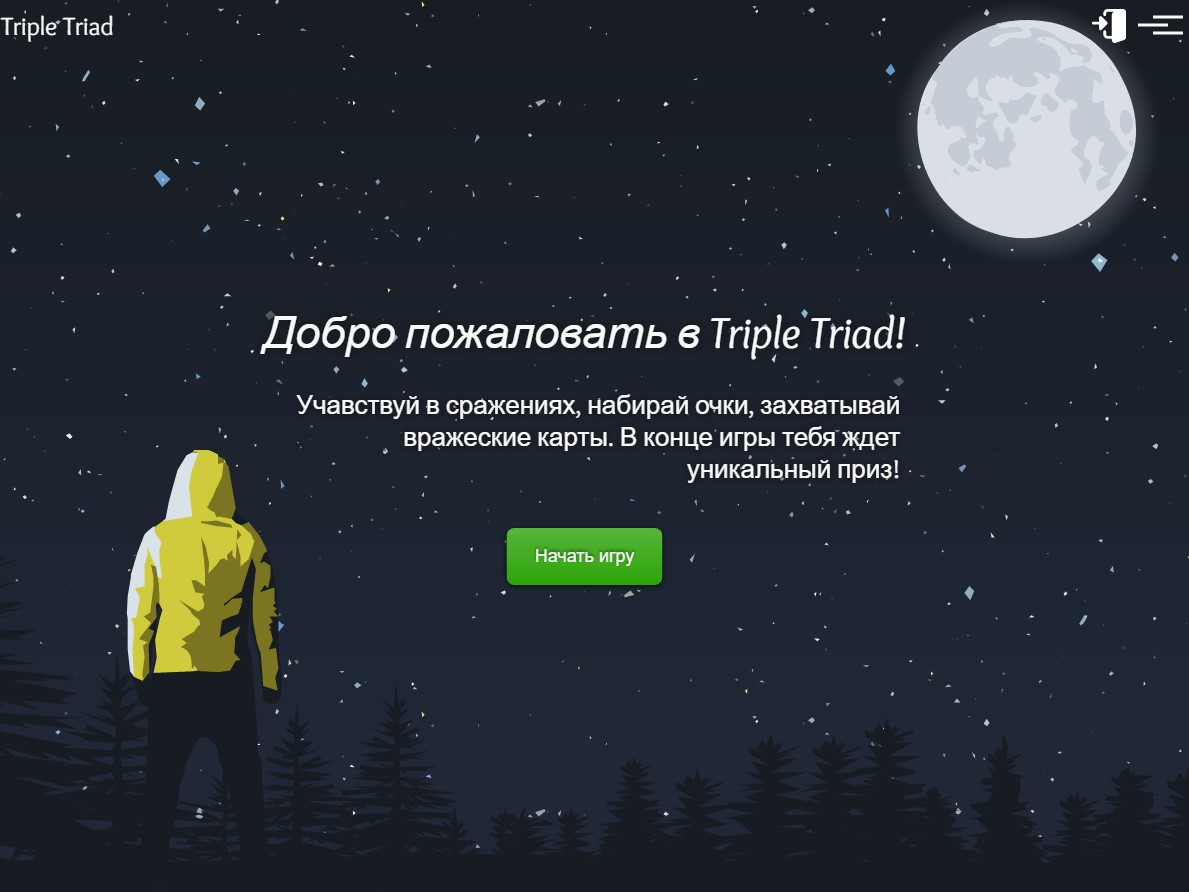 Triple Triad
Добро пожаловать в Triple Triad!
Учавствуй в сражениях, набирай очки, захватывай
вражеские карты. В конце игры тебя ждет
уникальный приз!
Начать игру